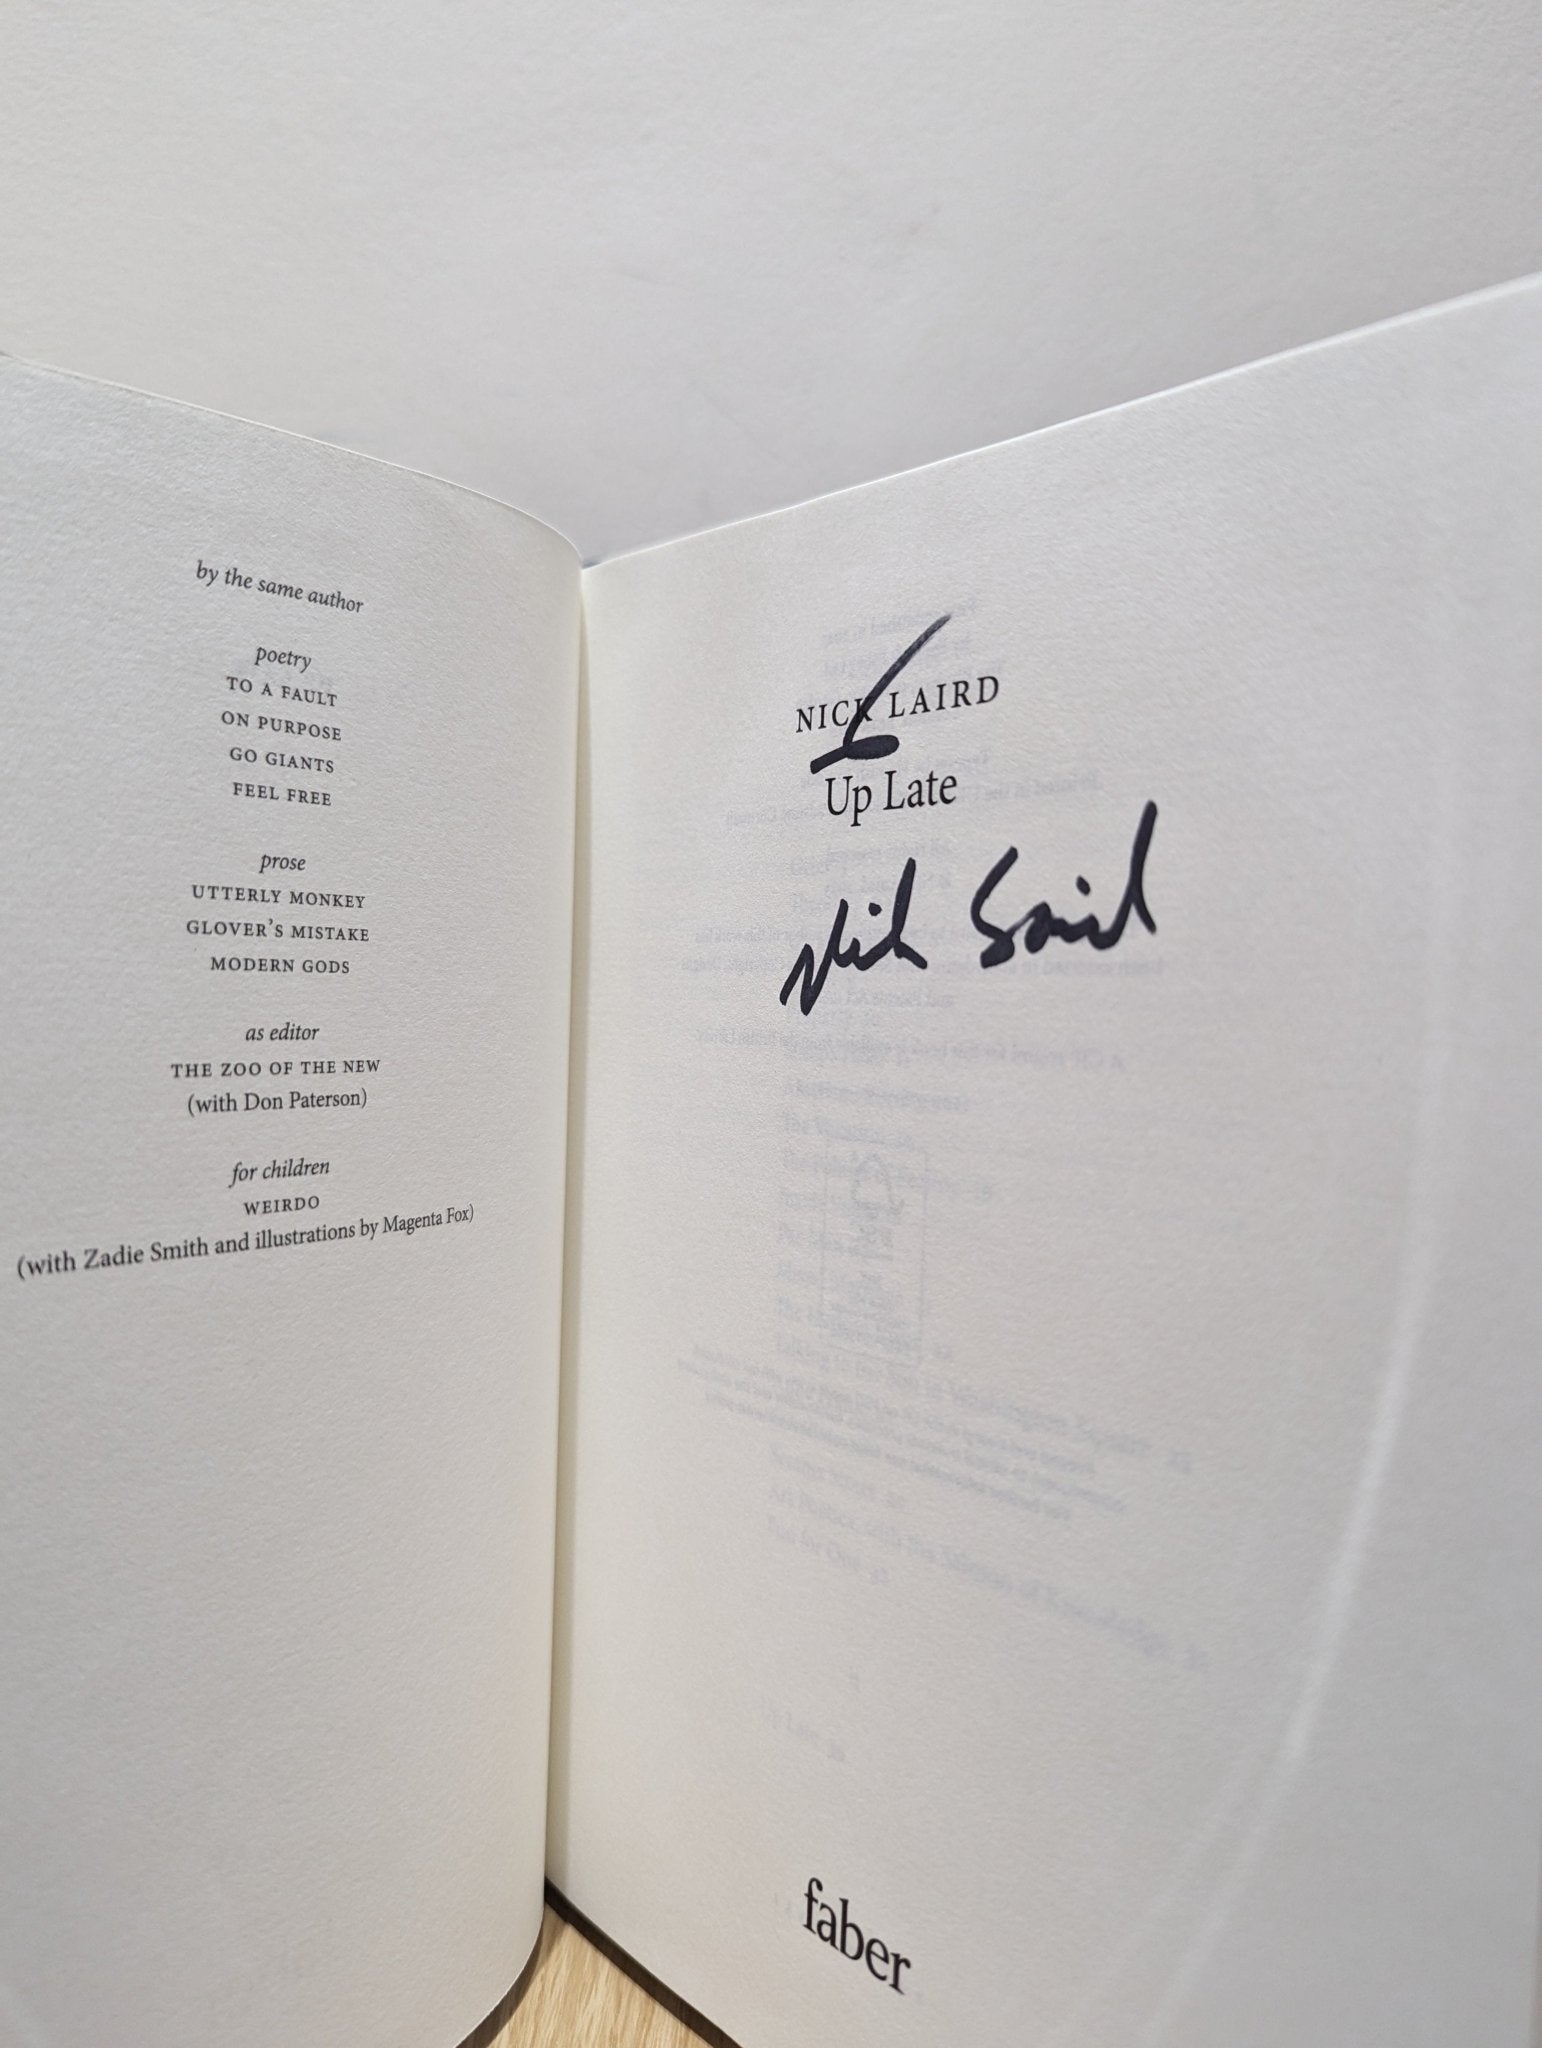 by the same author
poetry
TO A FAULT
ON PURPOSE
GO GIANTS
FEEL FREE
prose
UTTERLY MONKEY
GLOVER'S MISTAKE
MODERN GODS
as editor
THE ZOO OF THE NEW
(with Don Paterson)
for children
WEIRDO
(with Zadie Smith and illustrations by Magenta Fox)
NICK LAIRD
Up Late
Nick Laird
faber